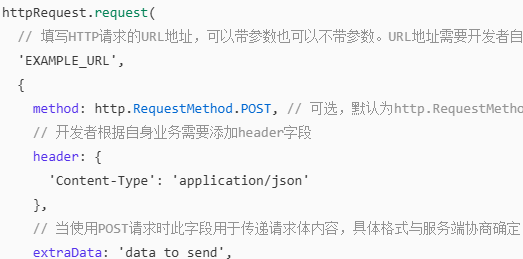 httpRequest.request(
// 填写HTTP请求的URL地址，可以带参数也可以不带参数。URL地址需要开发者自
'EXAMPLE_URL',
{
method: http.RequestMethod.POST, // 可选，默认为http.RequestMetho
// 开发者根据自身业务需要添加header字段
header: {
'Content-Type': 'application/json'
},
// 当使用POST请求时此字段用于传递请求体内容，具体格式与服务端协商确定
extraData: 'data to send',